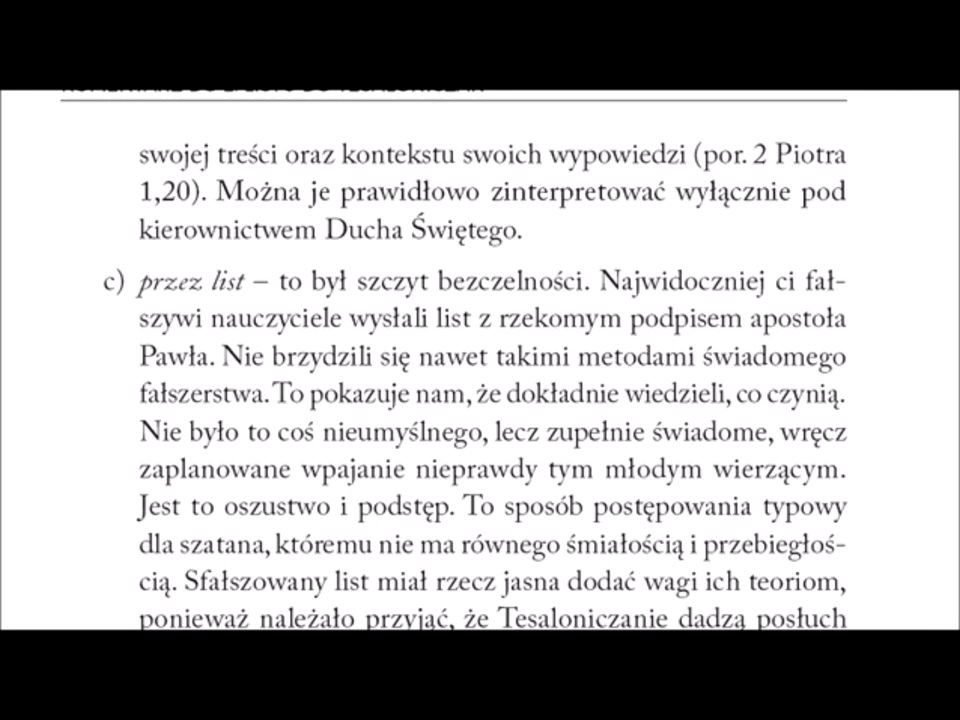 swojej treści oraz kontekstu swoich wypowiedzi (por. 2 Piotra
1,20). Można je prawidłowo zinterpretować wyłącznie pod
kierownictwem Ducha Świętego.
c) przez list – to był szczyt bezczelności. Najwidoczniej ci fał-
szywi nauczyciele wysłali list z rzekomym podpisem apostoła
Pawła. Nie brzydzili się nawet takimi metodami świadomego
fałszerstwa. To pokazuje nam, że dokładnie wiedzieli, co czynią.
Nie było to coś nieumyślnego, lecz zupełnie świadome, wręcz
zaplanowane wpajanie nieprawdy tym młodym wierzącym.
Jest to oszustwo i podstęp. To sposób postępowania typowy
dla szatana, któremu nie ma równego śmiałością i przebiegłoś-
cią. Sfałszowany list miał rzecz jasna dodać wagi ich teoriom,
ponieważ należało przyjąć, że Tesaloniczanie dadzą posłuch